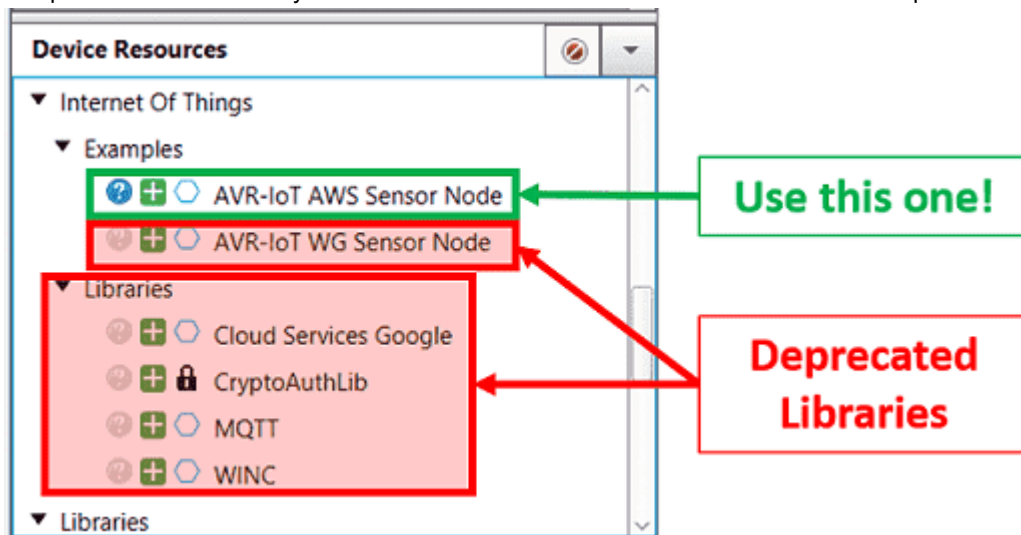 Device Resources
Internet Of Things
Examples
AVR-IoT AWS Sensor Node
Use this one!
AVR-IoT WG Sensor Node
Libraries
Cloud Services Google
CryptoAuthLib
MQTT
WINC
Deprecated
Libraries
Libraries